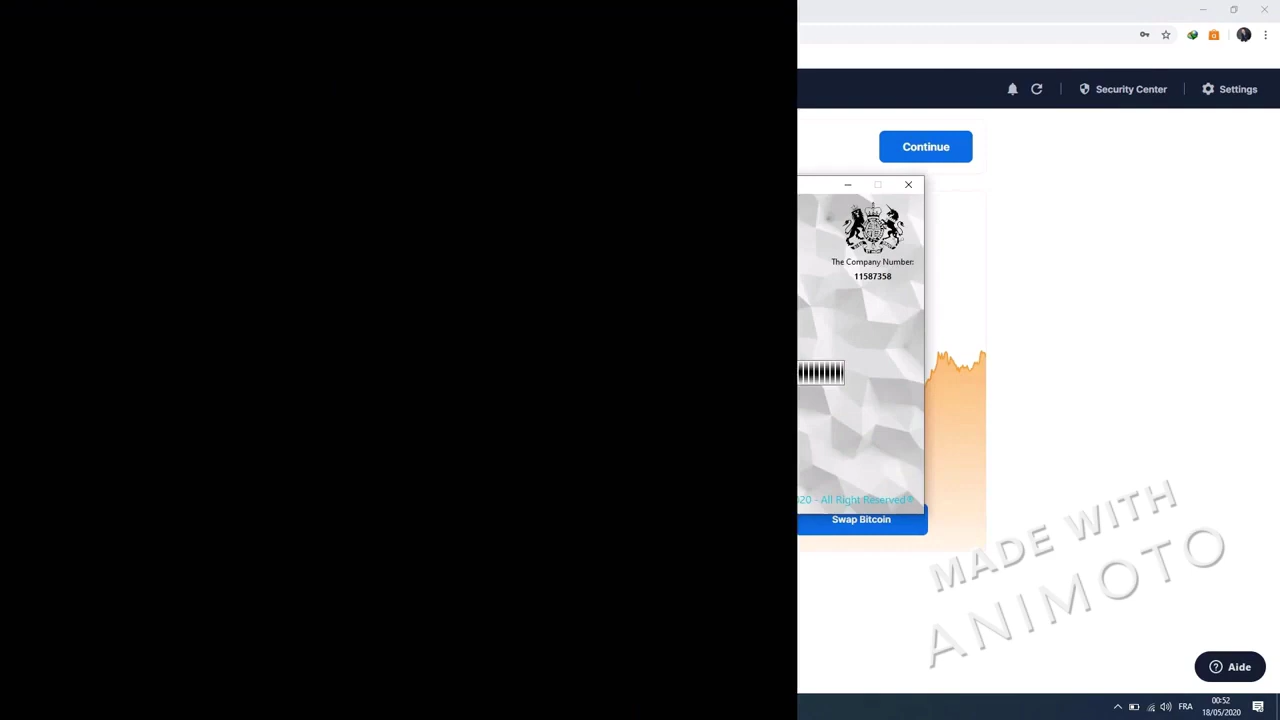 Security Center
Settings
Continue
The Company Number:
11587358
020 - All Right Reserved®
Swap Bitcoin
MADE WITH
ANIMOTO
Aide
FRA
00:52
18/05/2020